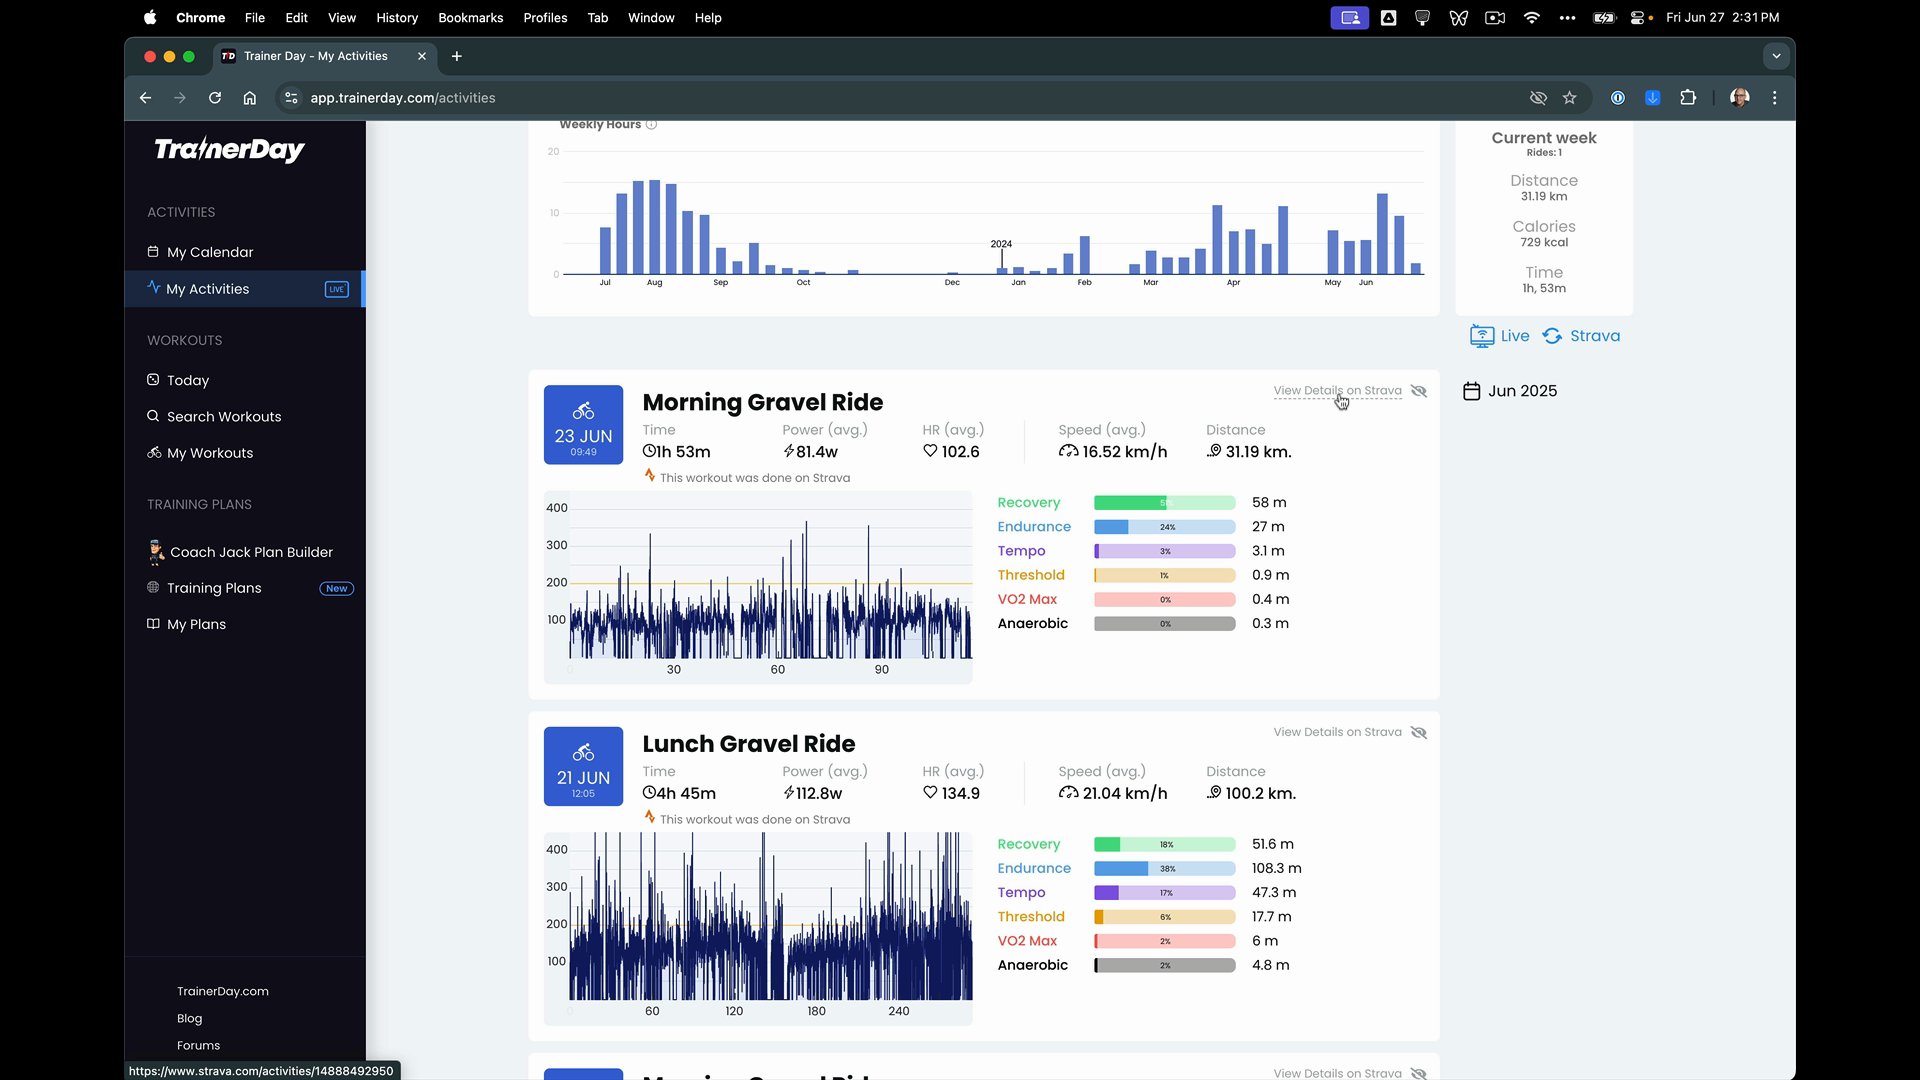 Chrome File Edit View History Bookmarks Profiles Tab Window Help Fri Jun 27 2:31 PM
TD Trainer Day - My Activities
app.trainerday.com/activities
TrainerDay
ACTIVITIES
My Calendar
My Activities LIVE
WORKOUTS
Today
Search Workouts
My Workouts
TRAINING PLANS
Coach Jack Plan Builder
Training Plans New
My Plans
TrainerDay.com
Blog
Forums
https://www.strava.com/activities/14888492950
Weekly Hours
20
10
0
2024
Jul Aug Sep Oct Dec Jan Feb Mar Apr May Jun
Current week
Rides: 1
Distance
31.19 km
Calories
729 kcal
Time
1h, 53m
Live Strava
Jun 2025
23 JUN
09:49
Morning Gravel Ride
View Details on Strava
Time Power (avg.) HR (avg.) Speed (avg.) Distance
1h 53m 81.4w 102.6 16.52 km/h 31.19 km.
This workout was done on Strava
400
300
200
100
0 30 60 90
Recovery 58 m
Endurance 24% 27 m
Tempo 3% 3.1 m
Threshold 1% 0.9 m
VO2 Max 0% 0.4 m
Anaerobic 0% 0.3 m
21 JUN
12:05
Lunch Gravel Ride
View Details on Strava
Time Power (avg.) HR (avg.) Speed (avg.) Distance
4h 45m 112.8w 134.9 21.04 km/h 100.2 km.
This workout was done on Strava
400
300
200
100
0 60 120 180 240
Recovery 18% 51.6 m
Endurance 38% 108.3 m
Tempo 17% 47.3 m
Threshold 6% 17.7 m
VO2 Max 2% 6 m
Anaerobic 2% 4.8 m
View Details on Strava